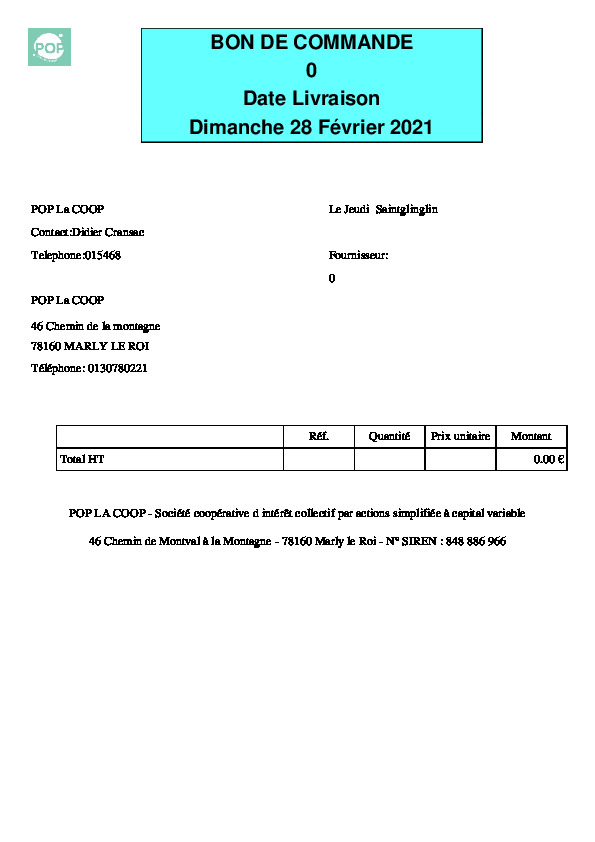 POP
BON DE COMMANDE
0
Date Livraison
Dimanche 28 Février 2021
POP La COOP
Le Jeudi Saintglinglin
Contact:Didier Cransac
Telephone:015468
Fournisseur:
0
POP La COOP
46 Chemin de la montagne
78160 MARLY LE ROI
Téléphone: 0130780221
Réf. Quantité Prix unitaire Montant
Total HT 0.00 €
POP LA COOP - Société coopérative d intérêt collectif par actions simplifiée à capital variable
46 Chemin de Montval à la Montagne - 78160 Marly le Roi - N° SIREN : 848 886 966